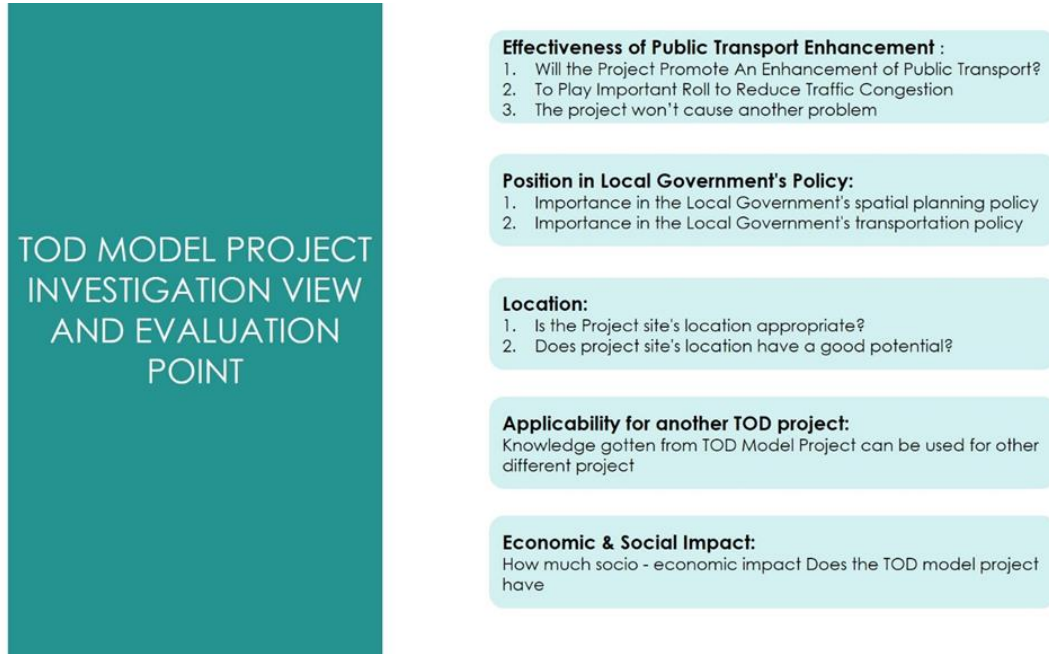 TOD MODEL PROJECT
INVESTIGATION VIEW
AND EVALUATION
POINT
Effectiveness of Public Transport Enhancement :
1. Will the Project Promote An Enhancement of Public Transport?
2. To Play Important Roll to Reduce Traffic Congestion
3. The project won't cause another problem
Position in Local Government's Policy:
1. Importance in the Local Government's spatial planning policy
2. Importance in the Local Government's transportation policy
Location:
1. Is the Project site's location appropriate?
2. Does project site's location have a good potential?
Applicability for another TOD project:
Knowledge gotten from TOD Model Project can be used for other
different project
Economic & Social Impact:
How much socio - economic impact Does the TOD model project
have